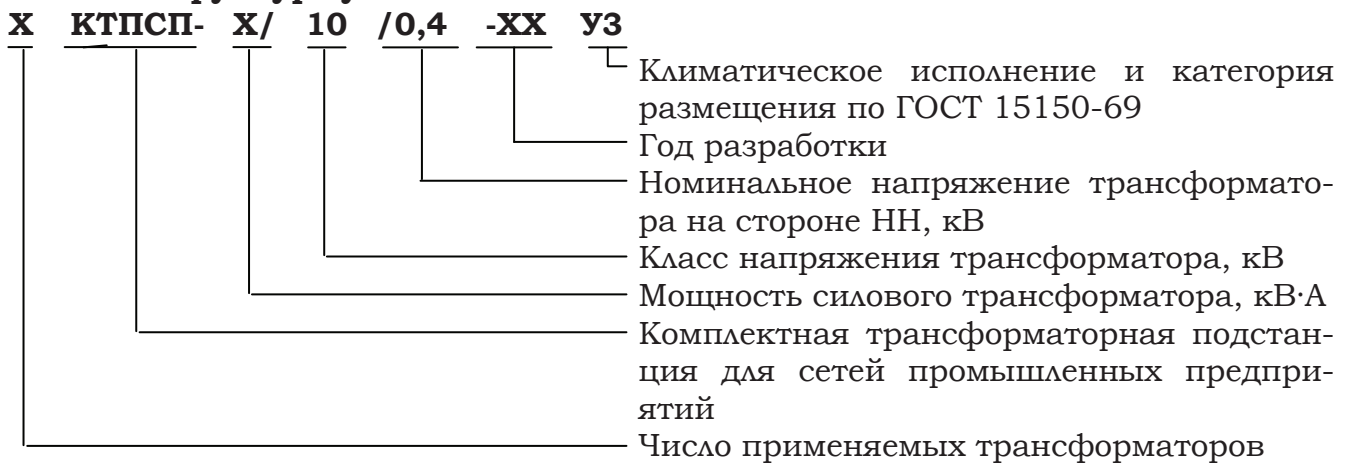 Х КТПСП- Х/ 10 /0,4 -ХХ У3
Климатическое исполнение и категория
размещения по ГОСТ 15150-69
Год разработки
Номинальное напряжение трансформато-
ра на стороне НН, кВ
Класс напряжения трансформатора, кВ
Мощность силового трансформатора, кВ·А
Комплектная трансформаторная подстан-
ция для сетей промышленных предпри-
ятий
Число применяемых трансформаторов